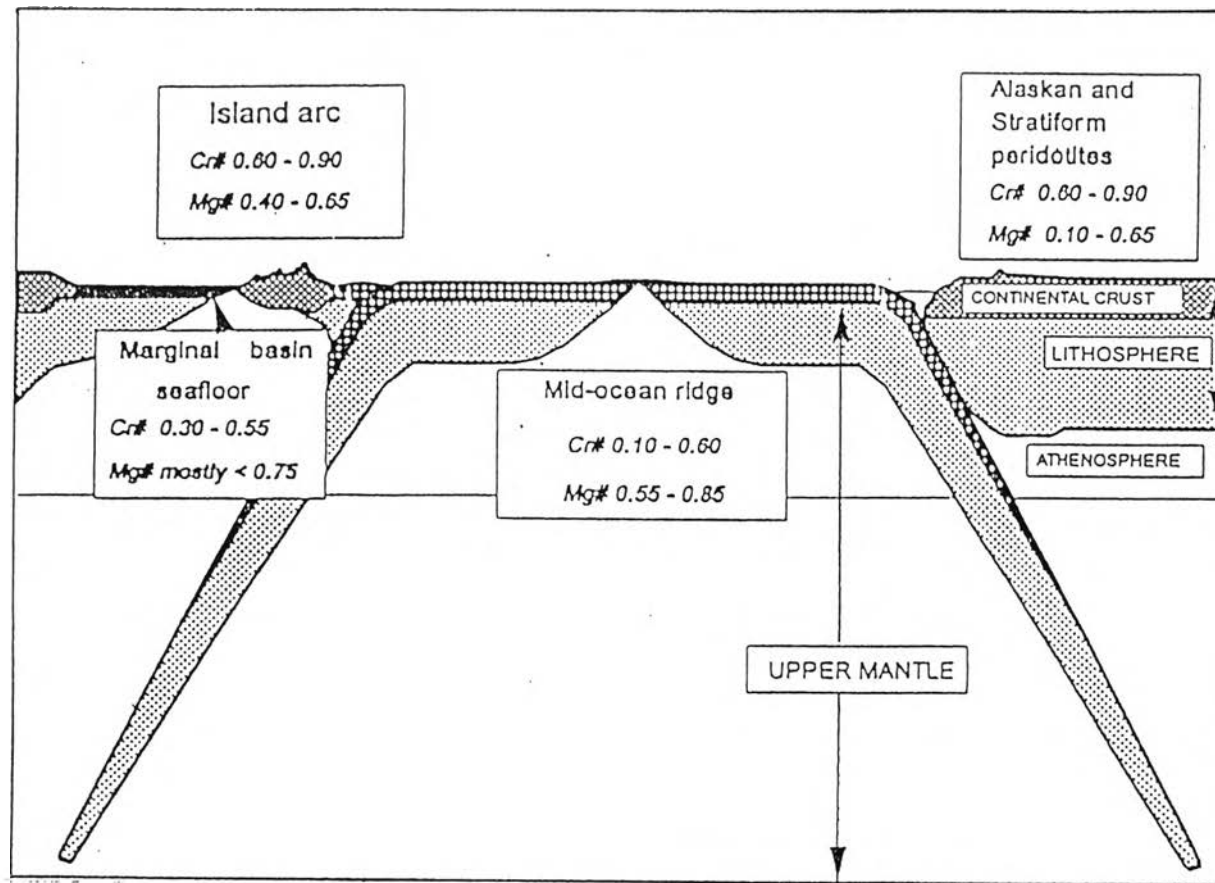 Island arc
Cr# 0.60 - 0.90
Mg# 0.40 - 0.65
Alaskan and
Stratiform
peridotites
Cr# 0.60 - 0.90
Mg# 0.10 - 0.65
CONTINENTAL CRUST
LITHOSPHERE
ATHENOSPHERE
Marginal basin
seafloor
Cr# 0.30 - 0.55
Mg# mostly < 0.75
Mid-ocean ridge
Cr# 0.10 - 0.60
Mg# 0.55 - 0.85
UPPER MANTLE